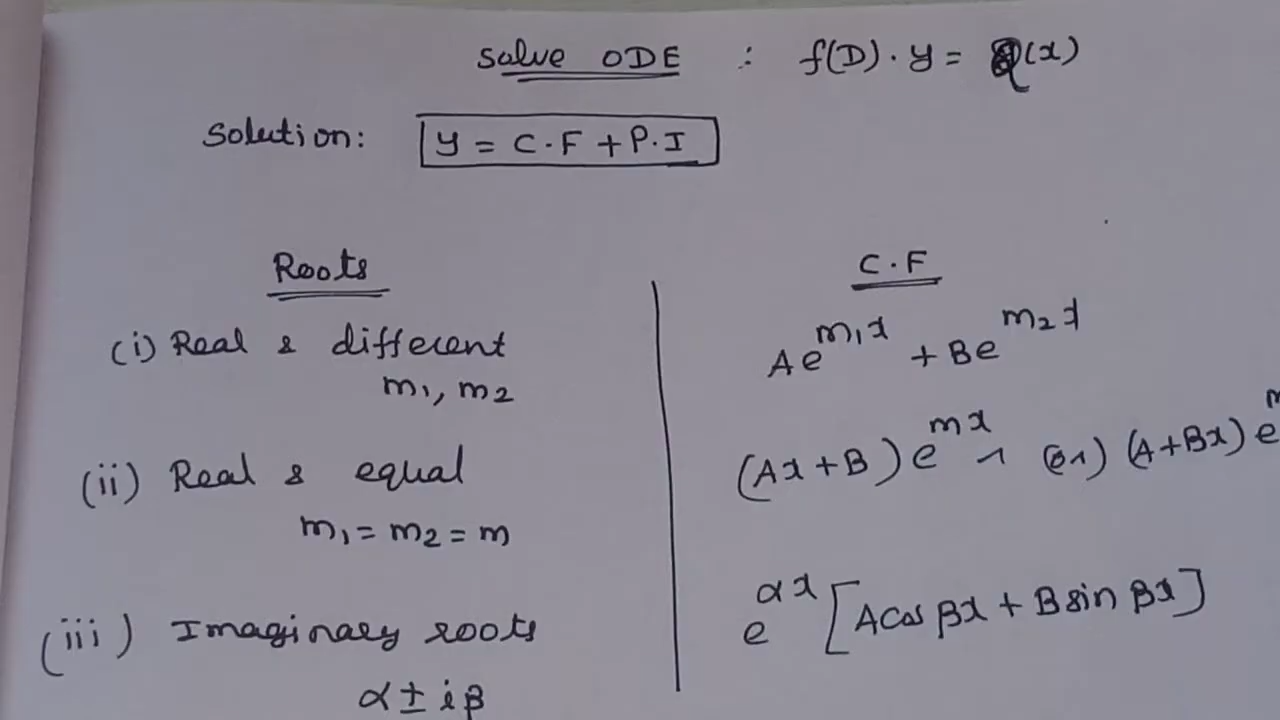 Solve ODE : f(D) · y = Q(x)
Solution: y = C.F + P.I
Roots
C.F
(i) Real & different
m₁, m₂
Ae^{m₁x} + Be^{m₂x}
(ii) Real & equal
m₁ = m₂ = m
(Ax + B) e^{mx} (or) (A + Bx) e^{m
(iii) Imaginary roots
α ± iβ
e^{αx} [A cos βx + B sin βx]